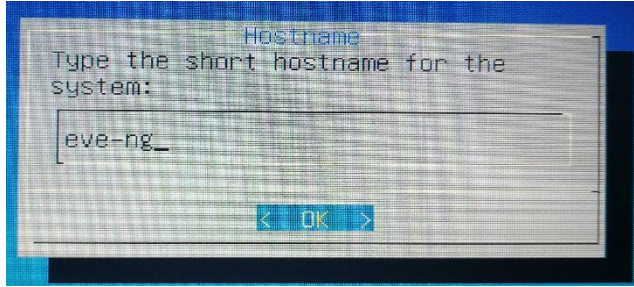 Hostname
Type the short hostname for the
system:
eve-ng_
< OK >